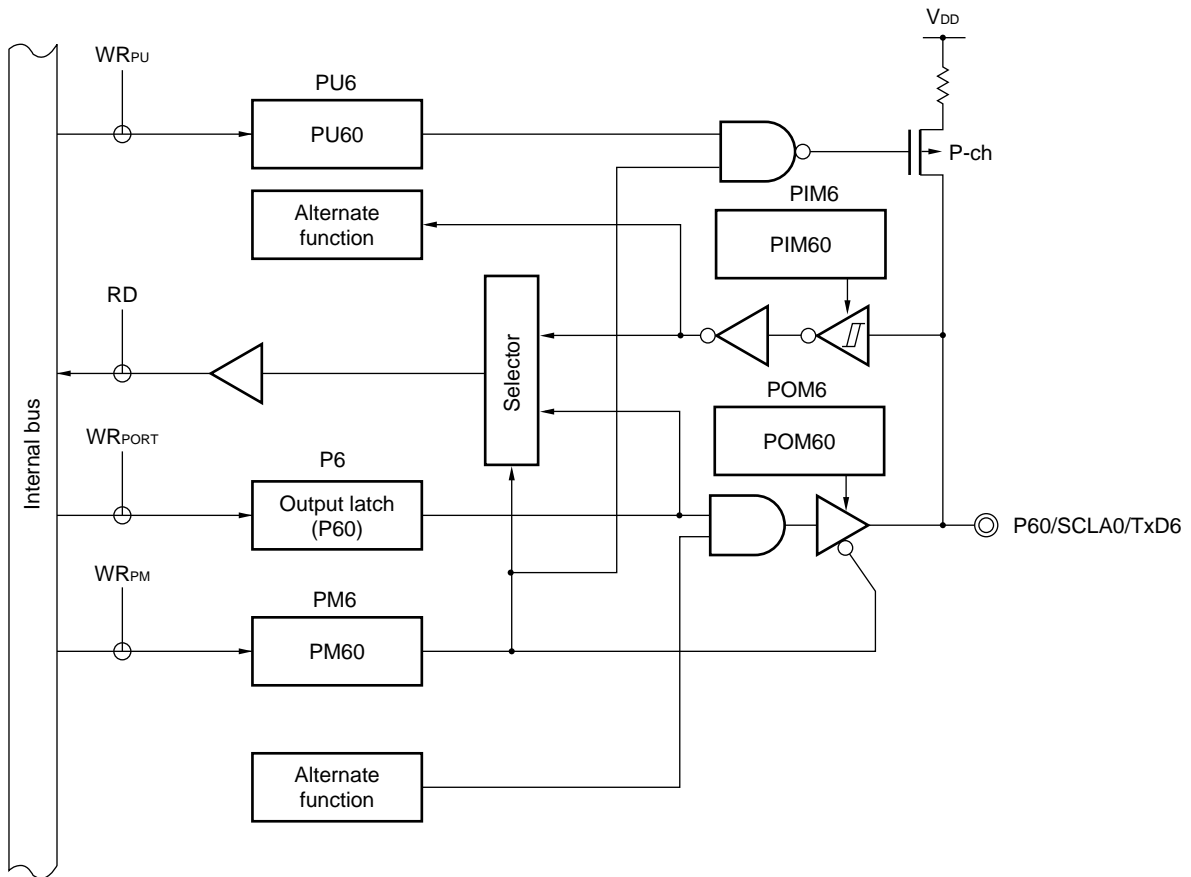 VDD
WRPU
PU6
PU60
P-ch
Alternate
function
PIM6
PIM60
RD
Selector
Internal bus
POM6
POM60
WRPORT
P6
Output latch
(P60)
P60/SCLA0/TxD6
WRPM
PM6
PM60
Alternate
function